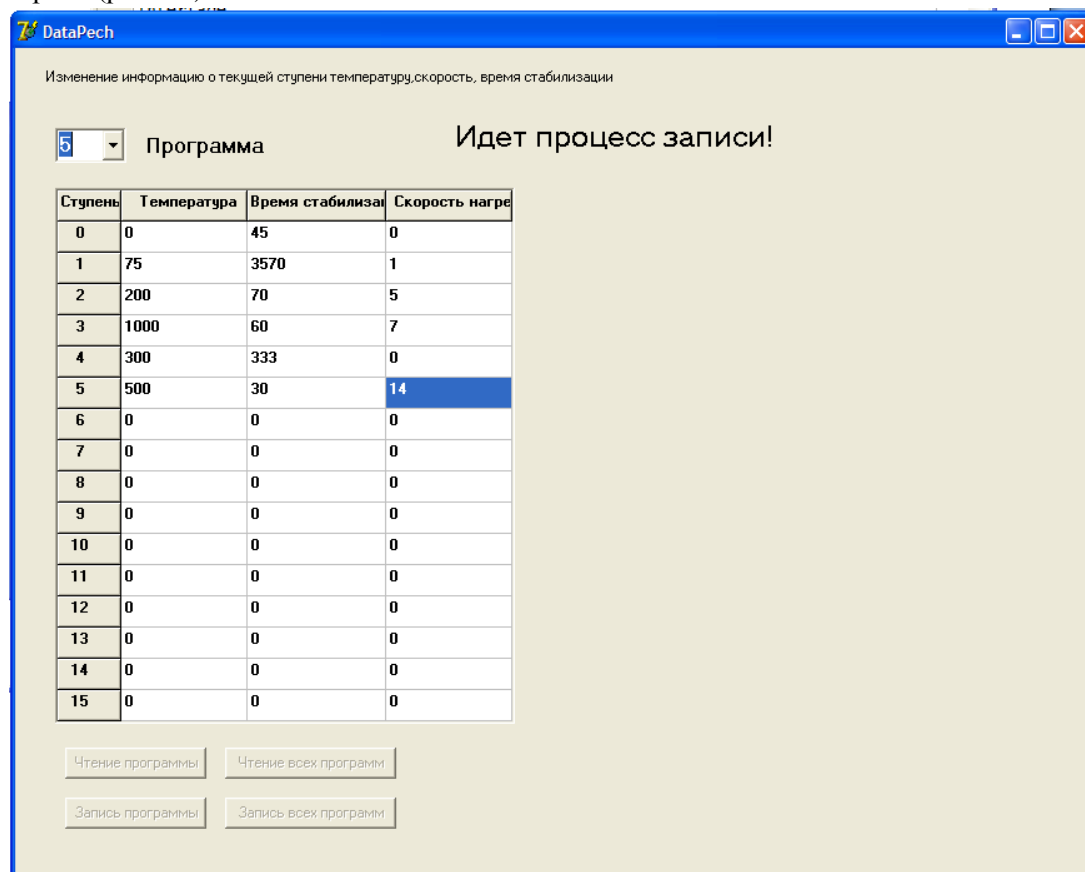 DataPech
Изменение информацию о текущей ступени температуру,скорость, время стабилизации
5 Программа
Идет процесс записи!
Ступень Температура Время стабилиза Скорость нагре
0 0 45 0
1 75 3570 1
2 200 70 5
3 1000 60 7
4 300 333 0
5 500 30 14
6 0 0 0
7 0 0 0
8 0 0 0
9 0 0 0
10 0 0 0
11 0 0 0
12 0 0 0
13 0 0 0
14 0 0 0
15 0 0 0
Чтение программы Чтение всех программ
Запись программы Запись всех программ